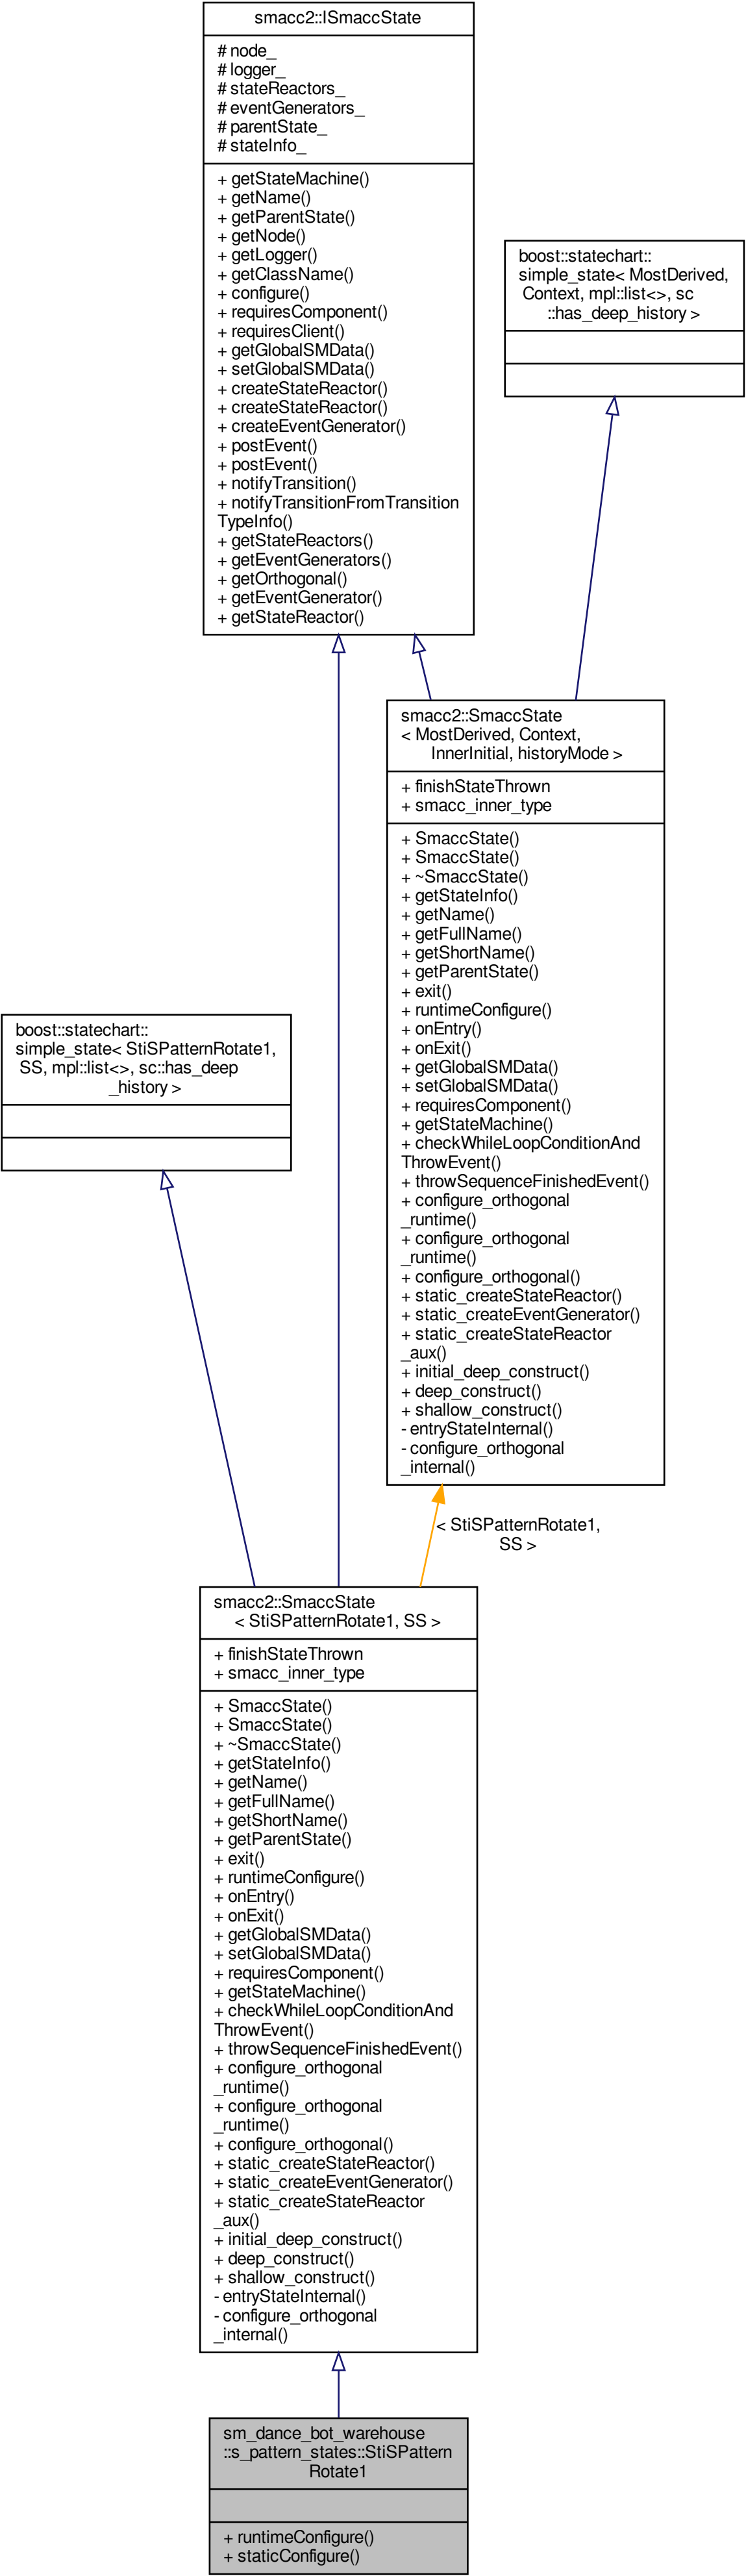 smacc2::ISmaccState
# node_
# logger_
# stateReactors_
# eventGenerators_
# parentState_
# stateInfo_
+ getStateMachine()
+ getName()
+ getParentState()
+ getNode()
+ getLogger()
+ getClassName()
+ configure()
+ requiresComponent()
+ requiresClient()
+ getGlobalSMData()
+ setGlobalSMData()
+ createStateReactor()
+ createStateReactor()
+ createEventGenerator()
+ postEvent()
+ postEvent()
+ notifyTransition()
+ notifyTransitionFromTransition
TypeInfo()
+ getStateReactors()
+ getEventGenerators()
+ getOrthogonal()
+ getEventGenerator()
+ getStateReactor()
boost::statechart::
simple_state< MostDerived,
Context, mpl::list<>, sc
::has_deep_history >
smacc2::SmaccState
< MostDerived, Context,
InnerInitial, historyMode >
+ finishStateThrown
+ smacc_inner_type
+ SmaccState()
+ SmaccState()
+ ~SmaccState()
+ getStateInfo()
+ getName()
+ getFullName()
+ getShortName()
+ getParentState()
+ exit()
+ runtimeConfigure()
+ onEntry()
+ onExit()
+ getGlobalSMData()
+ setGlobalSMData()
+ requiresComponent()
+ getStateMachine()
+ checkWhileLoopConditionAnd
ThrowEvent()
+ throwSequenceFinishedEvent()
+ configure_orthogonal
_runtime()
+ configure_orthogonal
_runtime()
+ configure_orthogonal()
+ static_createStateReactor()
+ static_createEventGenerator()
+ static_createStateReactor
_aux()
+ initial_deep_construct()
+ deep_construct()
+ shallow_construct()
- entryStateInternal()
- configure_orthogonal
_internal()
boost::statechart::
simple_state< StiSPatternRotate1,
SS, mpl::list<>, sc::has_deep
_history >
< StiSPatternRotate1,
SS >
smacc2::SmaccState
< StiSPatternRotate1, SS >
+ finishStateThrown
+ smacc_inner_type
+ SmaccState()
+ SmaccState()
+ ~SmaccState()
+ getStateInfo()
+ getName()
+ getFullName()
+ getShortName()
+ getParentState()
+ exit()
+ runtimeConfigure()
+ onEntry()
+ onExit()
+ getGlobalSMData()
+ setGlobalSMData()
+ requiresComponent()
+ getStateMachine()
+ checkWhileLoopConditionAnd
ThrowEvent()
+ throwSequenceFinishedEvent()
+ configure_orthogonal
_runtime()
+ configure_orthogonal
_runtime()
+ configure_orthogonal()
+ static_createStateReactor()
+ static_createEventGenerator()
+ static_createStateReactor
_aux()
+ initial_deep_construct()
+ deep_construct()
+ shallow_construct()
- entryStateInternal()
- configure_orthogonal
_internal()
sm_dance_bot_warehouse
::s_pattern_states::StiSPattern
Rotate1
+ runtimeConfigure()
+ staticConfigure()